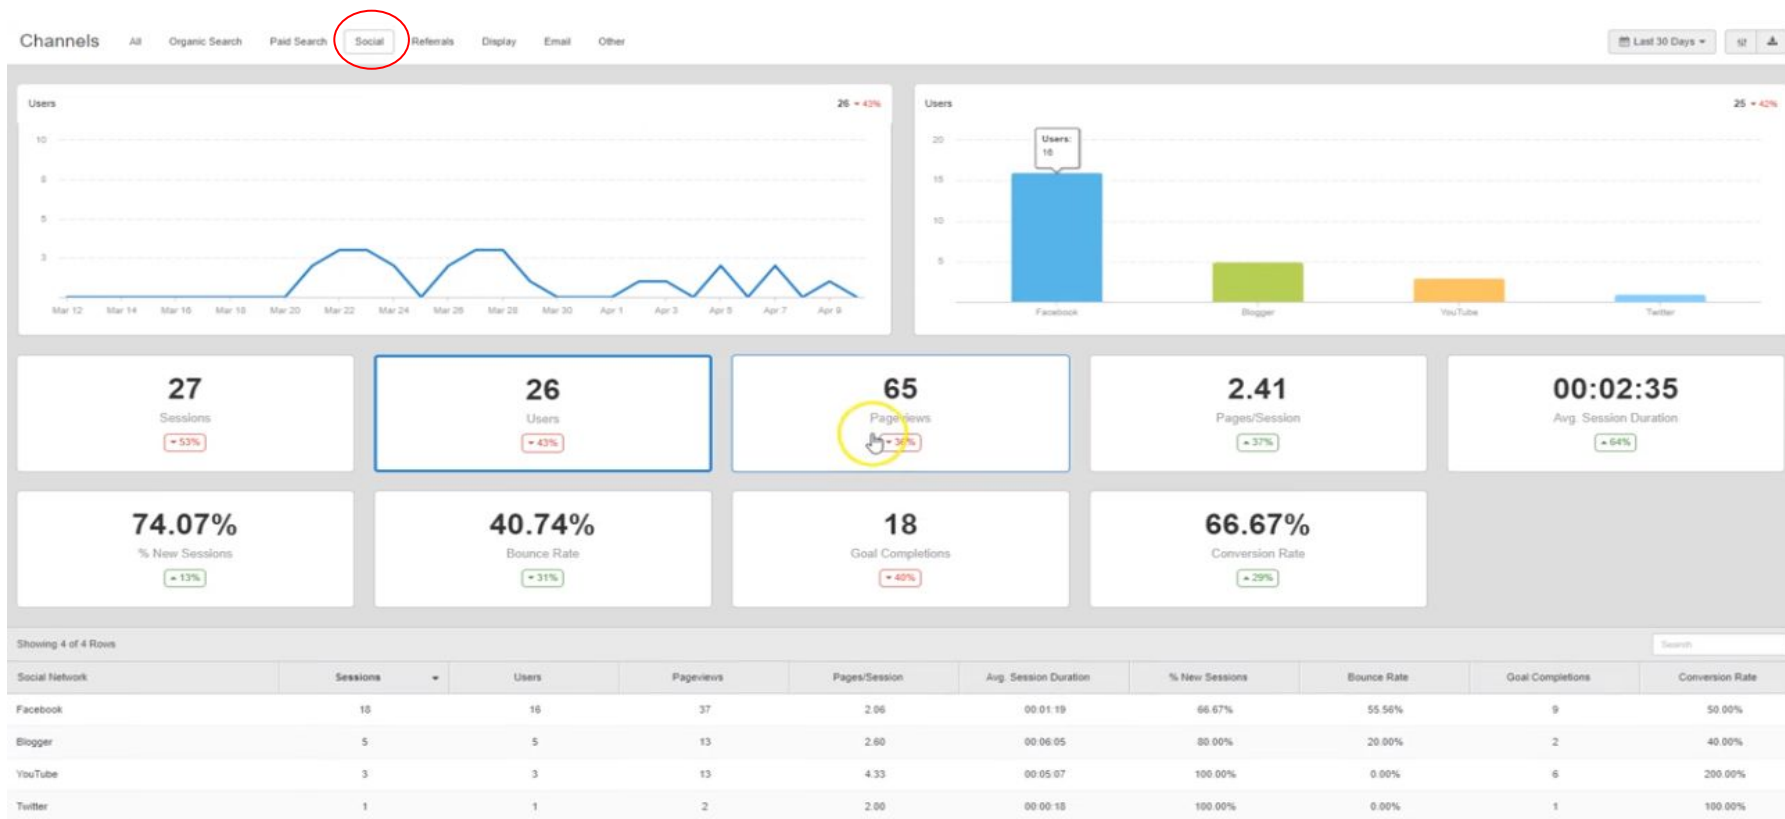 Channels All Organic Search Paid Search Social Referrals Display Email Other Last 30 Days
Users 26 43%
10
8
5
3
Mar 12 Mar 14 Mar 16 Mar 18 Mar 20 Mar 22 Mar 24 Mar 26 Mar 28 Mar 30 Apr 1 Apr 3 Apr 5 Apr 7 Apr 9
Users 25 42%
20
15
10
5
Users:
16
Facebook Blogger YouTube Twitter
27
Sessions
53%
26
Users
43%
65
Pageviews
36%
2.41
Pages/Session
37%
00:02:35
Avg. Session Duration
64%
74.07%
% New Sessions
13%
40.74%
Bounce Rate
31%
18
Goal Completions
40%
66.67%
Conversion Rate
29%
Showing 4 of 4 Rows Search
Social Network Sessions Users Pageviews Pages/Session Avg. Session Duration % New Sessions Bounce Rate Goal Completions Conversion Rate
Facebook 18 16 37 2.06 00:01:19 66.67% 55.56% 9 50.00%
Blogger 5 5 13 2.60 00:06:05 80.00% 20.00% 2 40.00%
YouTube 3 3 13 4.33 00:05:07 100.00% 0.00% 6 200.00%
Twitter 1 1 2 2.00 00:00:18 100.00% 0.00% 1 100.00%